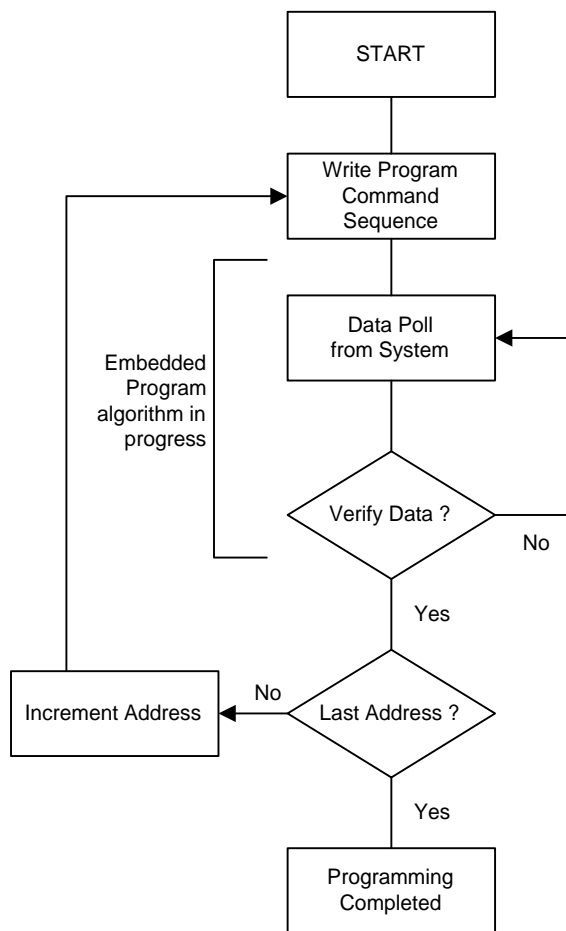 START
Write Program
Command
Sequence
Data Poll
from System
Embedded
Program
algorithm in
progress
Verify Data ?
No
Yes
No
Increment Address
Last Address ?
Yes
Programming
Completed